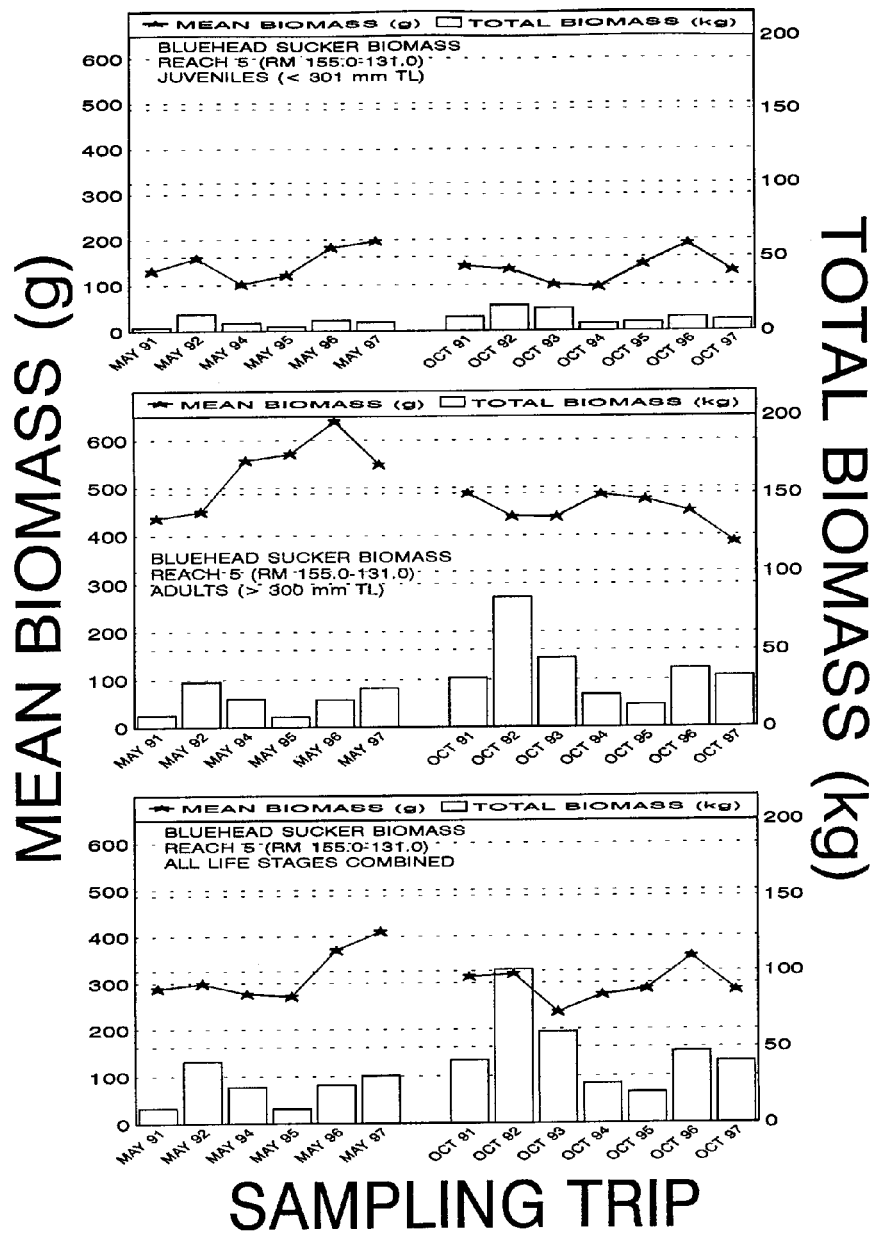 MEAN BIOMASS (g)
TOTAL BIOMASS (kg)
MEAN BIOMASS (g) TOTAL BIOMASS (kg)
BLUEHEAD SUCKER BIOMASS
REACH 5 (RM 155.0-131.0)
JUVENILES (< 301 mm TL)
600
500
400
300
200
100
0
200
150
100
50
0
MAY 91 MAY 92 MAY 94 MAY 95 MAY 96 MAY 97 OCT 91 OCT 92 OCT 93 OCT 94 OCT 95 OCT 96 OCT 97
MEAN BIOMASS (g) TOTAL BIOMASS (kg)
BLUEHEAD SUCKER BIOMASS
REACH 5 (RM 155.0-131.0)
ADULTS (> 300 mm TL)
600
500
400
300
200
100
0
200
150
100
50
0
MAY 91 MAY 92 MAY 94 MAY 95 MAY 96 MAY 97 OCT 91 OCT 92 OCT 93 OCT 94 OCT 95 OCT 96 OCT 97
MEAN BIOMASS (g) TOTAL BIOMASS (kg)
BLUEHEAD SUCKER BIOMASS
REACH 5 (RM 155.0-131.0)
ALL LIFE STAGES COMBINED
600
500
400
300
200
100
0
200
150
100
50
0
MAY 91 MAY 92 MAY 94 MAY 95 MAY 96 MAY 97 OCT 91 OCT 92 OCT 93 OCT 94 OCT 95 OCT 96 OCT 97
SAMPLING TRIP